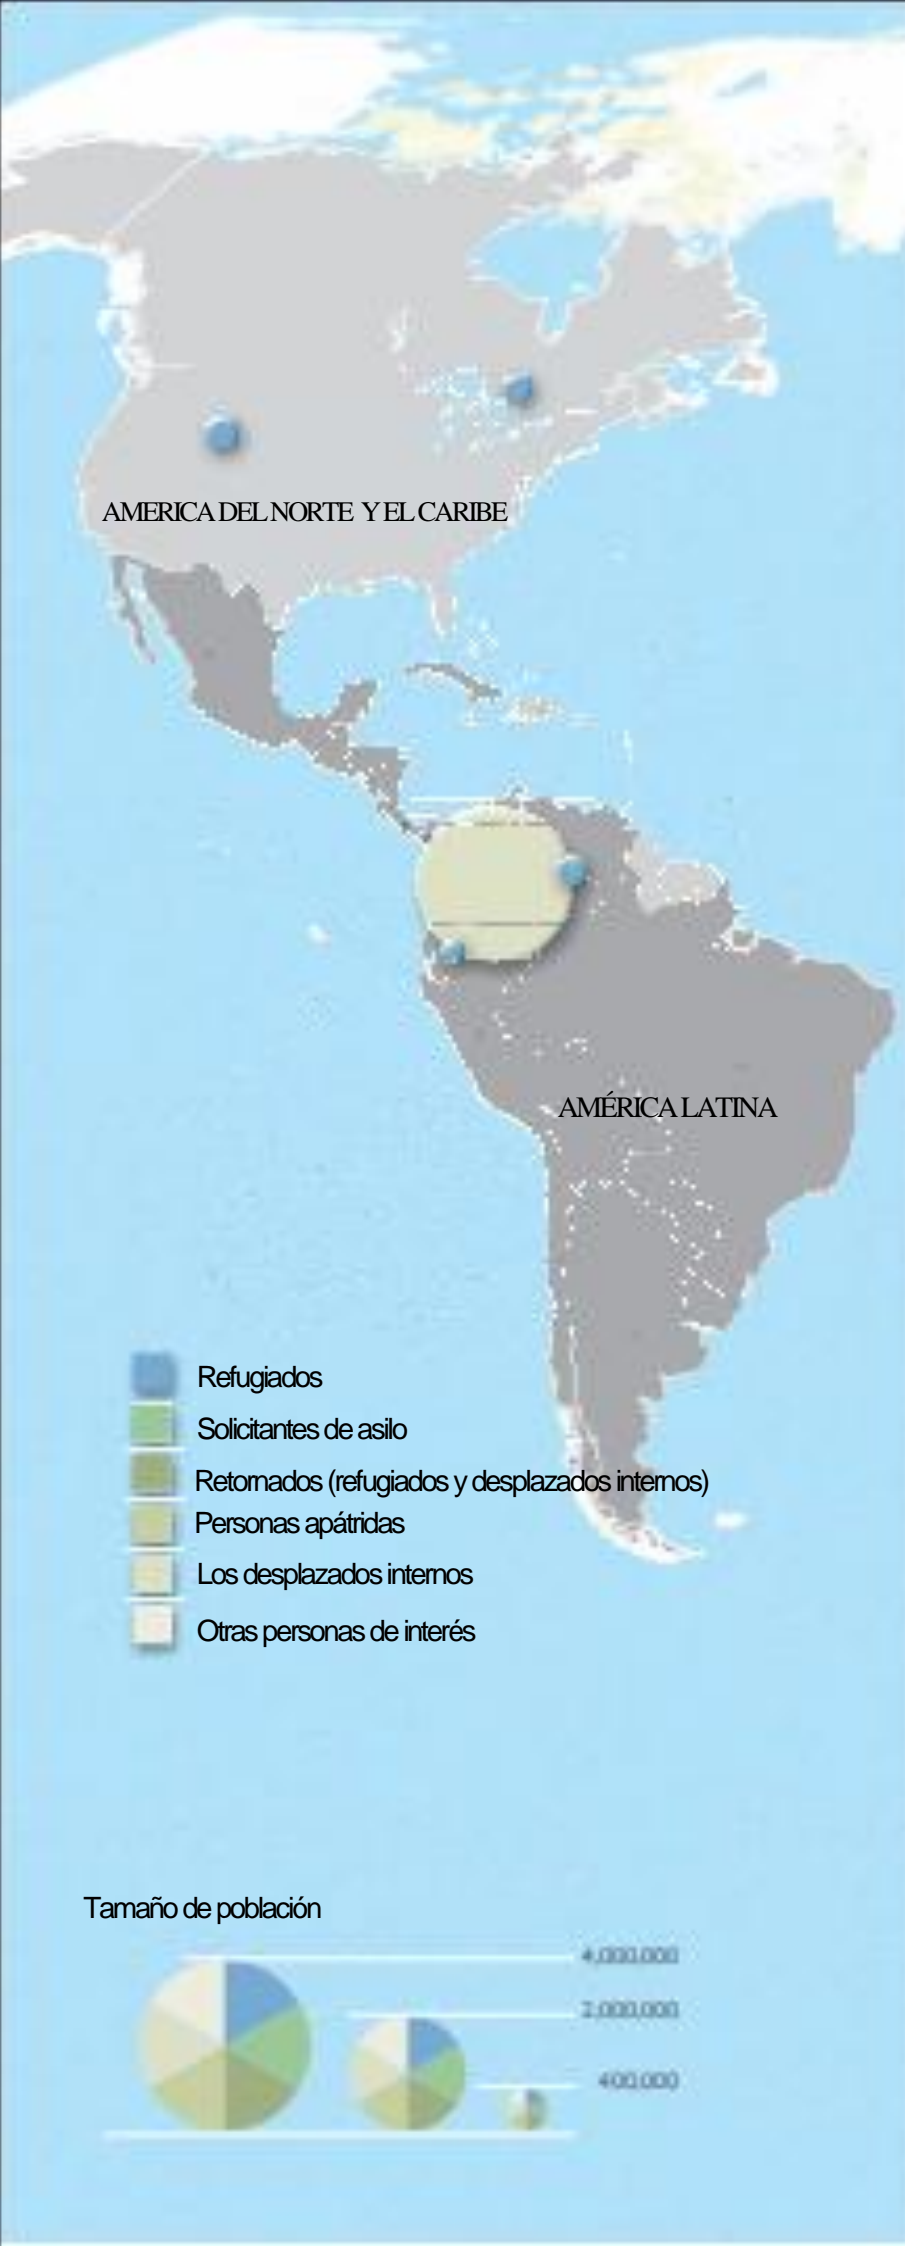 AMERICA DEL NORTE Y EL CARIBE
AMÉRICA LATINA
Refugiados
Solicitantes de asilo
Retornados (refugiados y desplazados internos)
Personas apátridas
Los desplazados internos
Otras personas de interés
Tamaño de población
4,000,000
2,000,000
400,000